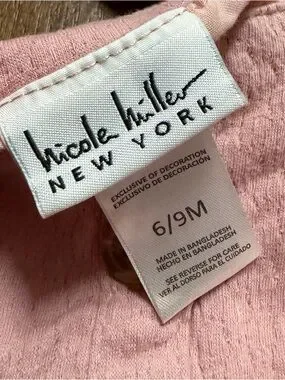 nicole miller
NEW YORK
EXCLUSIVE OF DECORATION
EXCLUSIVO DE DECORACIÓN
6/9M
MADE IN BANGLADESH
HECHO EN BANGLADESH
SEE REVERSE FOR CARE
VER AL DORSO PARA EL CUIDADO